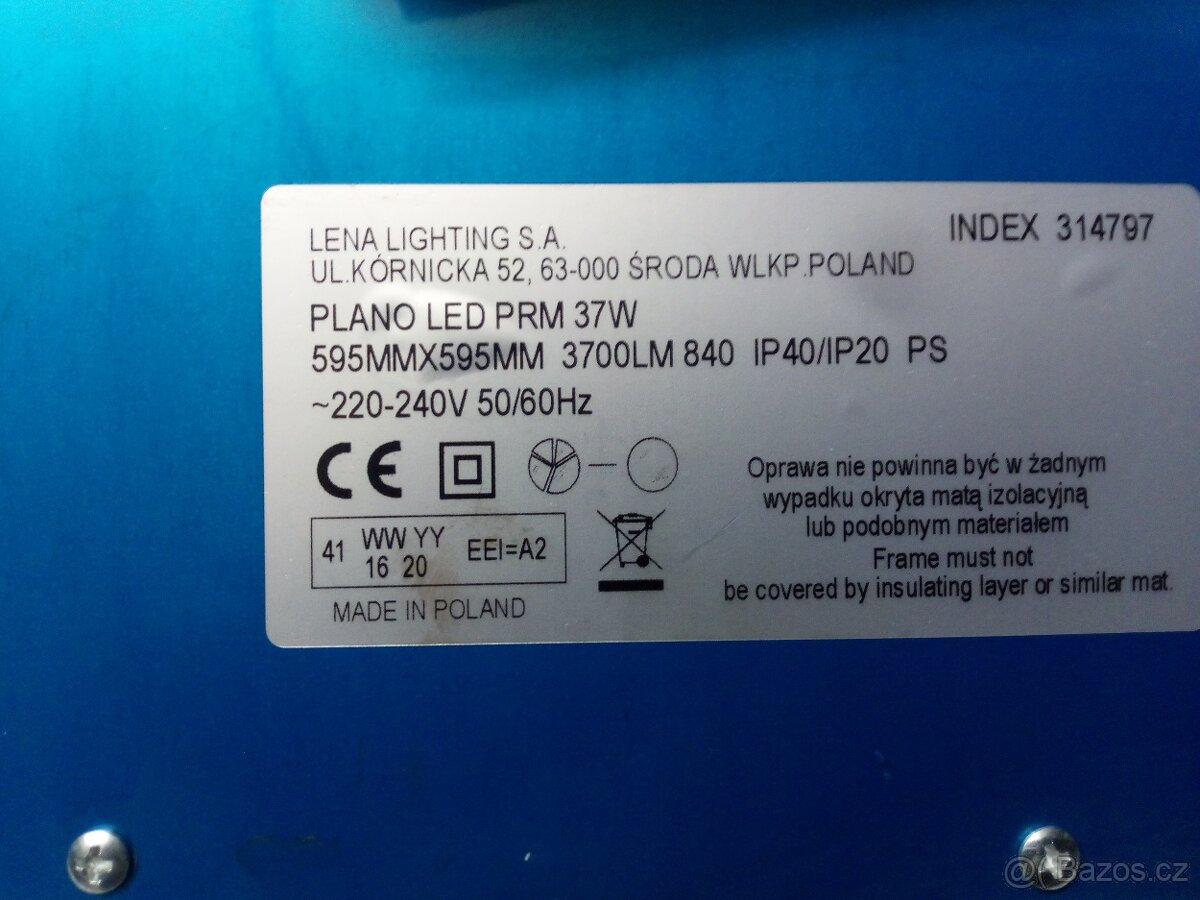 LENA LIGHTING S.A.
INDEX 314797
UL.KÓRNICKA 52, 63-000 ŚRODA WLKP.POLAND
PLANO LED PRM 37W
595MMX595MM 3700LM 840 IP40/IP20 PS
~220-240V 50/60Hz
CE
41 WW YY EEI=A2
16 20
MADE IN POLAND
Oprawa nie powinna być w żadnym
wypadku okryta matą izolacyjną
lub podobnym materiałem
Frame must not
be covered by insulating layer or similar mat.
@ Bazos.cz